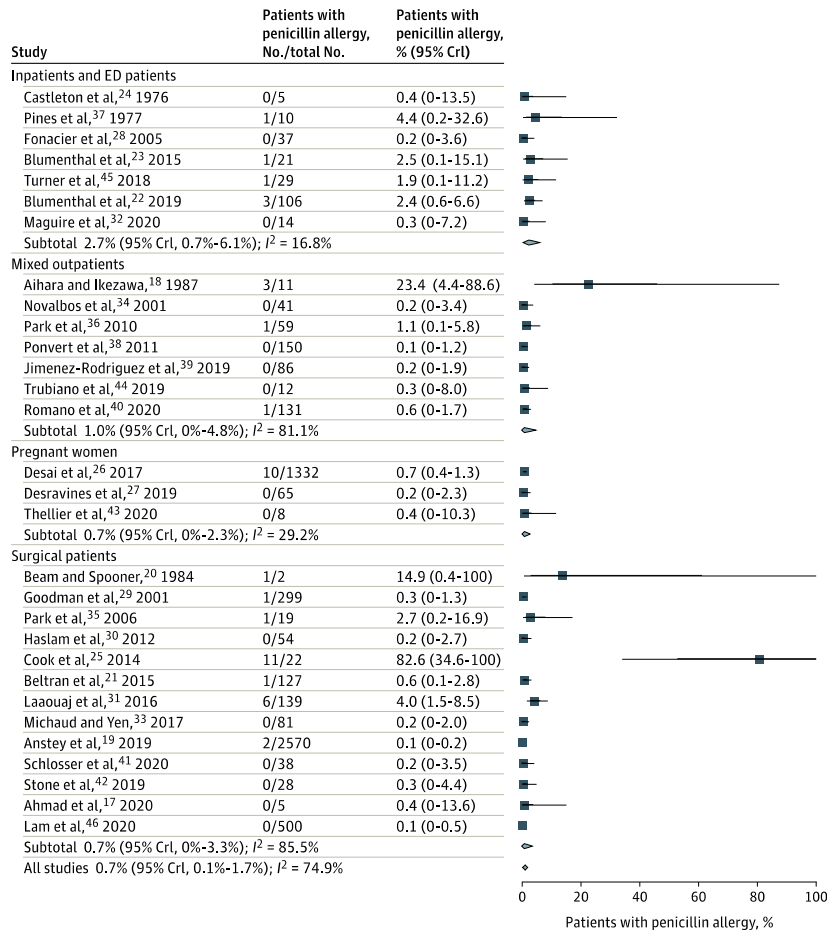 Study Patients with penicillin allergy, No./total No. Patients with penicillin allergy, % (95% Crl)
Inpatients and ED patients
Castleton et al,24 1976 0/5 0.4 (0-13.5)
Pines et al,37 1977 1/10 4.4 (0.2-32.6)
Fonacier et al,28 2005 0/37 0.2 (0-3.6)
Blumenthal et al,23 2015 1/21 2.5 (0.1-15.1)
Turner et al,45 2018 1/29 1.9 (0.1-11.2)
Blumenthal et al,22 2019 3/106 2.4 (0.6-6.6)
Maguire et al,32 2020 0/14 0.3 (0-7.2)
Subtotal 2.7% (95% Crl, 0.7%-6.1%); I2 = 16.8%
Mixed outpatients
Aihara and Ikezawa,18 1987 3/11 23.4 (4.4-88.6)
Novalbos et al,34 2001 0/41 0.2 (0-3.4)
Park et al,36 2010 1/59 1.1 (0.1-5.8)
Ponvert et al,38 2011 0/150 0.1 (0-1.2)
Jimenez-Rodriguez et al,39 2019 0/86 0.2 (0-1.9)
Trubiano et al,44 2019 0/12 0.3 (0-8.0)
Romano et al,40 2020 1/131 0.6 (0-1.7)
Subtotal 1.0% (95% Crl, 0%-4.8%); I2 = 81.1%
Pregnant women
Desai et al,26 2017 10/1332 0.7 (0.4-1.3)
Desravines et al,27 2019 0/65 0.2 (0-2.3)
Thellier et al,43 2020 0/8 0.4 (0-10.3)
Subtotal 0.7% (95% Crl, 0%-2.3%); I2 = 29.2%
Surgical patients
Beam and Spooner,20 1984 1/2 14.9 (0.4-100)
Goodman et al,29 2001 1/299 0.3 (0-1.3)
Park et al,35 2006 1/19 2.7 (0.2-16.9)
Haslam et al,30 2012 0/54 0.2 (0-2.7)
Cook et al,25 2014 11/22 82.6 (34.6-100)
Beltran et al,21 2015 1/127 0.6 (0.1-2.8)
Laaouaj et al,31 2016 6/139 4.0 (1.5-8.5)
Michaud and Yen,33 2017 0/81 0.2 (0-2.0)
Anstey et al,19 2019 2/2570 0.1 (0-0.2)
Schlosser et al,41 2020 0/38 0.2 (0-3.5)
Stone et al,42 2019 0/28 0.3 (0-4.4)
Ahmad et al,17 2020 0/5 0.4 (0-13.6)
Lam et al,46 2020 0/500 0.1 (0-0.5)
Subtotal 0.7% (95% Crl, 0%-3.3%); I2 = 85.5%
All studies 0.7% (95% Crl, 0.1%-1.7%); I2 = 74.9%
0 20 40 60 80 100
Patients with penicillin allergy, %